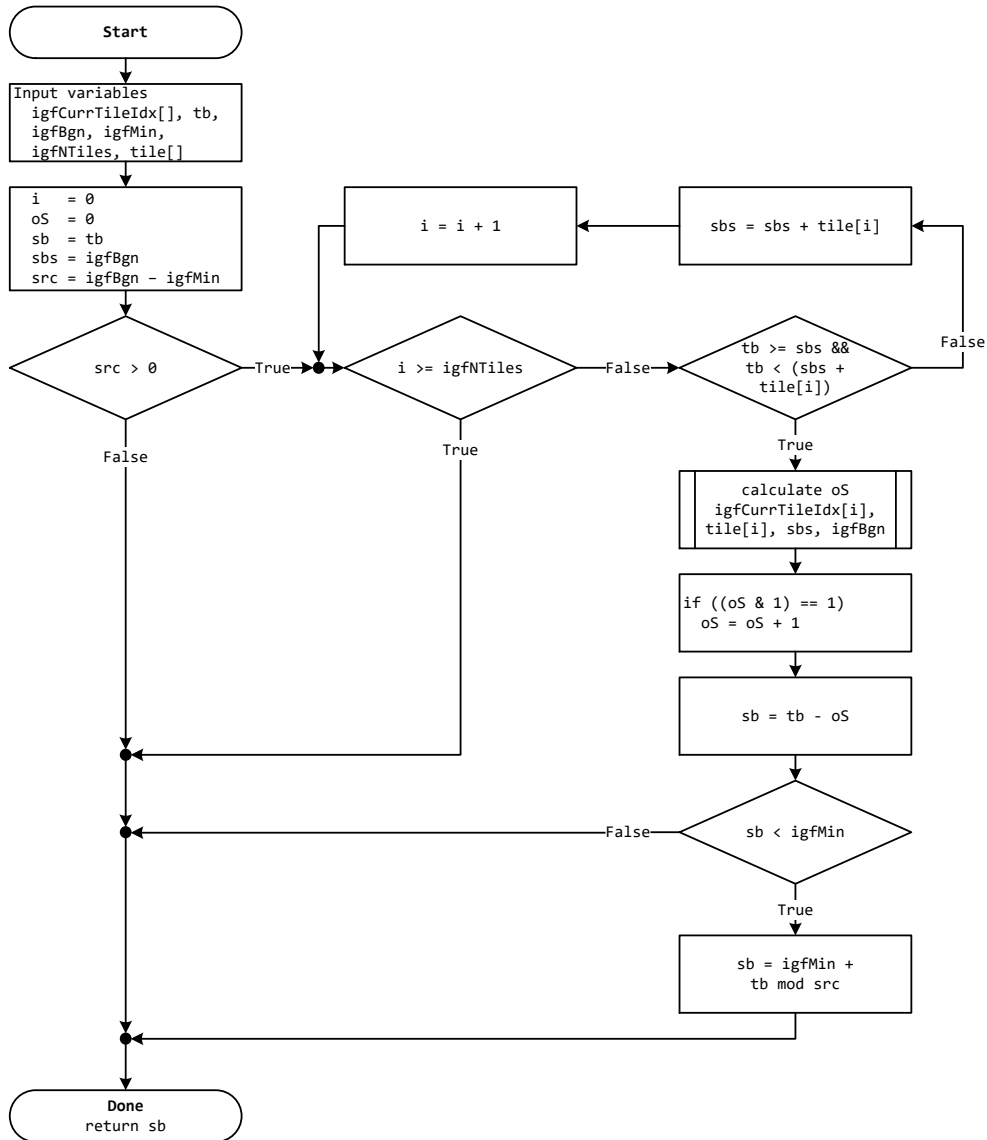 Start
Input variables
igfCurrTileIdx[], tb,
igfBgn, igfMin,
igfNTiles, tile[]
i   = 0
oS  = 0
sb  = tb
sbs = igfBgn
src = igfBgn – igfMin
i = i + 1
sbs = sbs + tile[i]
src > 0
True
i >= igfNTiles
False
tb >= sbs &&
tb < (sbs +
tile[i])
False
False
True
True
calculate oS
igfCurrTileIdx[i],
tile[i], sbs, igfBgn
if ((oS & 1) == 1)
oS = oS + 1
sb = tb - oS
False
sb < igfMin
True
sb = igfMin +
tb mod src
Done
return sb